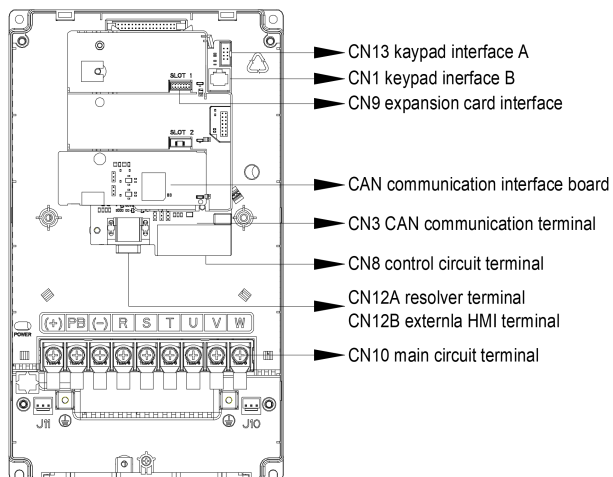 CN13 kaypad interface A
CN1 keypad inerface B
CN9 expansion card interface
SLOT 1
SLOT 2
CAN communication interface board
CN3 CAN communication terminal
CN8 control circuit terminal
CN12A resolver terminal
CN12B externla HMI terminal
POWER
(+) PB (-) R S T U V W
CN10 main circuit terminal
J11
J10